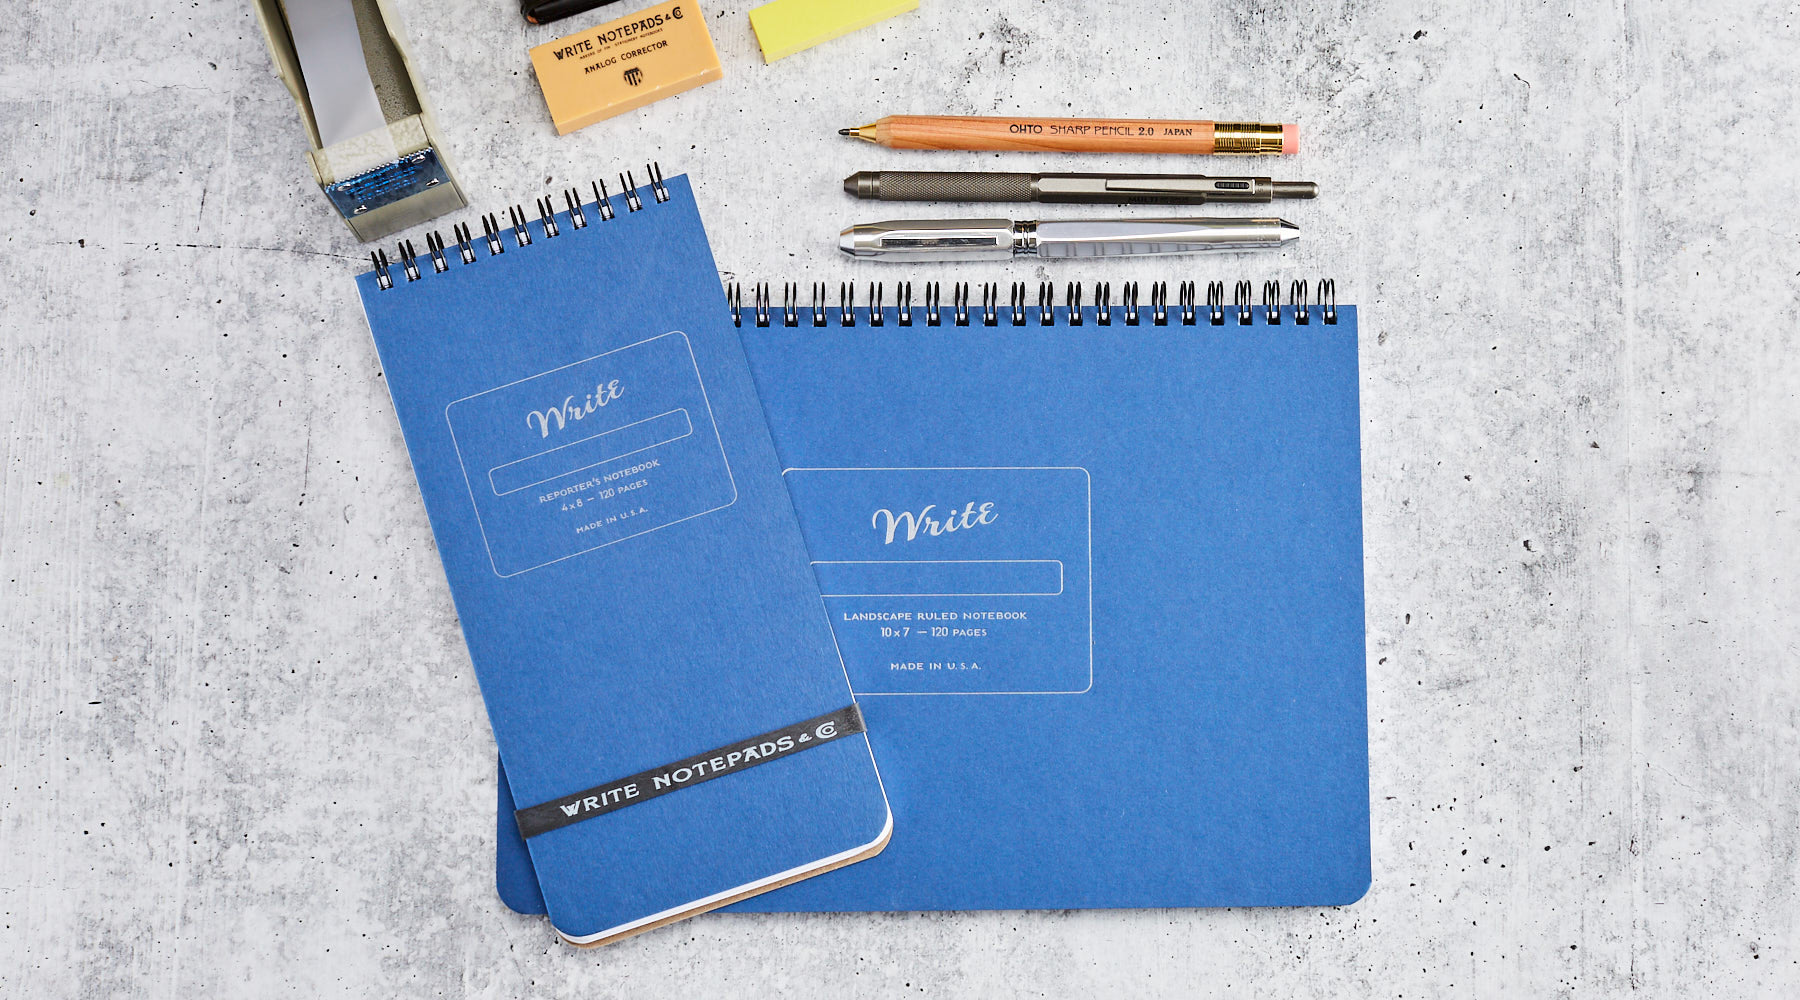 WRITE NOTEPADS & CO
ANALOG CORRECTOR
OHTO SHARP PENCIL 2.0 JAPAN
Write
REPORTER'S NOTEBOOK
4 x 8 — 120 PAGES
MADE IN U.S.A.
WRITE NOTEPADS & CO
Write
LANDSCAPE RULED NOTEBOOK
10 x 7 — 120 PAGES
MADE IN U.S.A.